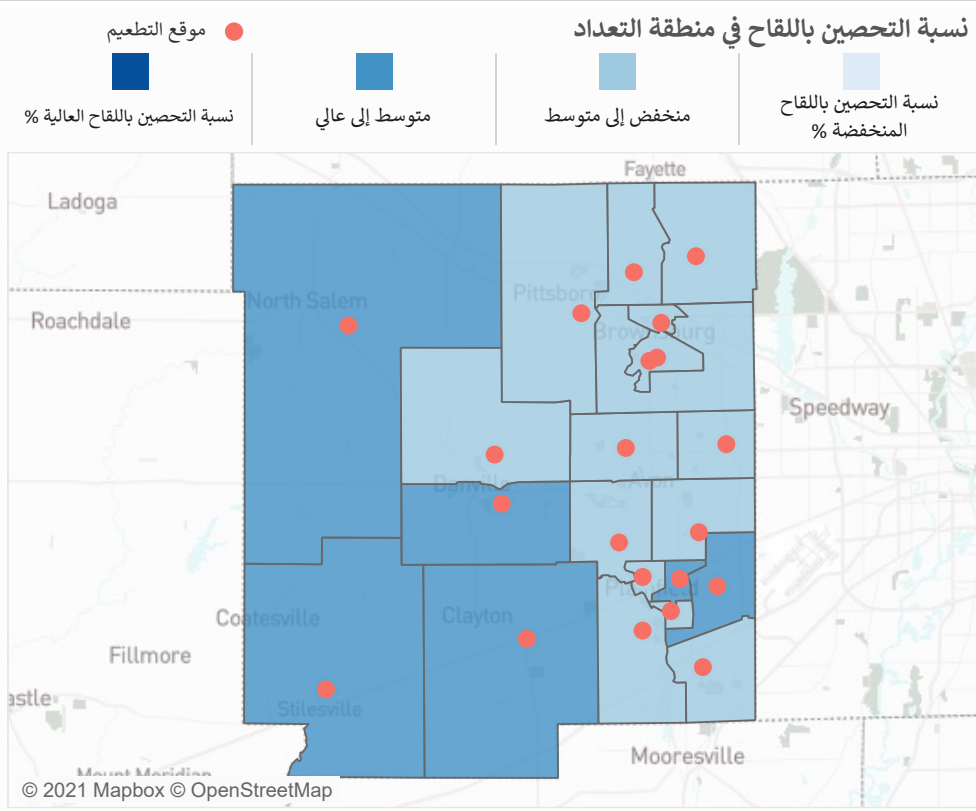 نسبة التحصين باللقاح في منطقة التعداد
موقع التطعيم
نسبة التحصين باللقاح
المنخفضة %
منخفض إلى متوسط
متوسط إلى عالي
نسبة التحصين باللقاح العالية %
Fayette
Ladoga
North Salem
Pittsboro
Roachdale
Brownsburg
Speedway
Danville
Avon
Plainfield
Coatesville
Clayton
Fillmore
astle
Stilesville
Mooresville
Mount Meridian
© 2021 Mapbox © OpenStreetMap